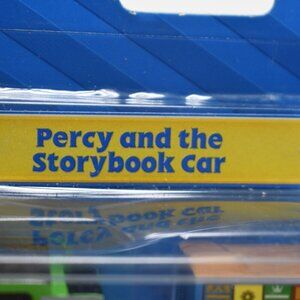 Percy and the
Storybook Car